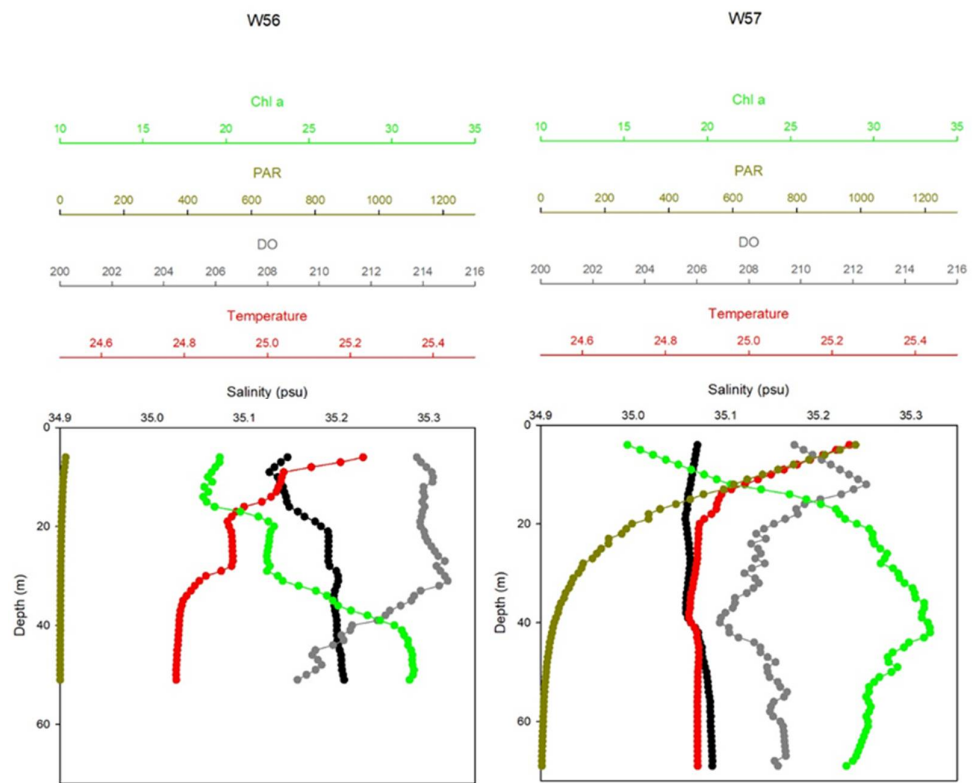 W56
W57
Chl a
10 15 20 25 30 35
PAR
0 200 400 600 800 1000 1200
DO
200 202 204 206 208 210 212 214 216
Temperature
24.6 24.8 25.0 25.2 25.4
Salinity (psu)
34.9 35.0 35.1 35.2 35.3
0
20
40
60
Depth (m)
Chl a
10 15 20 25 30 35
PAR
0 200 400 600 800 1000 1200
DO
200 202 204 206 208 210 212 214 216
Temperature
24.6 24.8 25.0 25.2 25.4
Salinity (psu)
34.9 35.0 35.1 35.2 35.3
0
20
40
60
Depth (m)